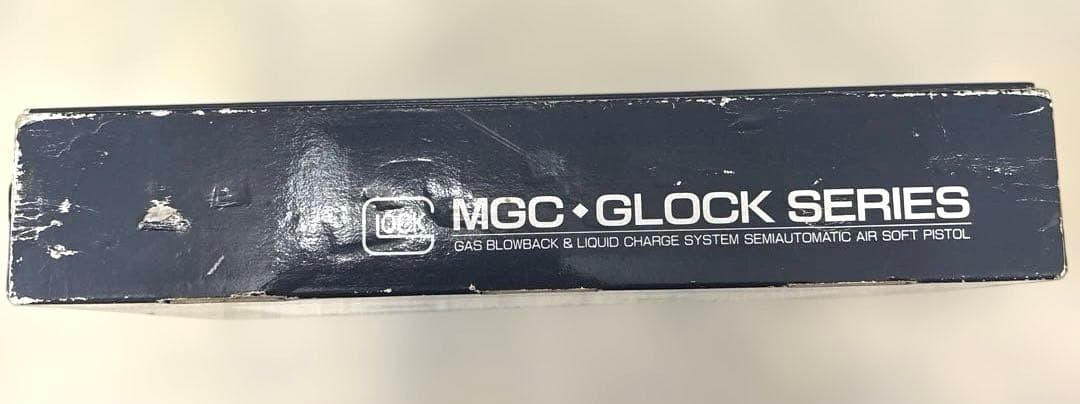 GLOCK
MGC◆GLOCK SERIES
GAS BLOWBACK & LIQUID CHARGE SYSTEM SEMIAUTOMATIC AIR SOFT PISTOL